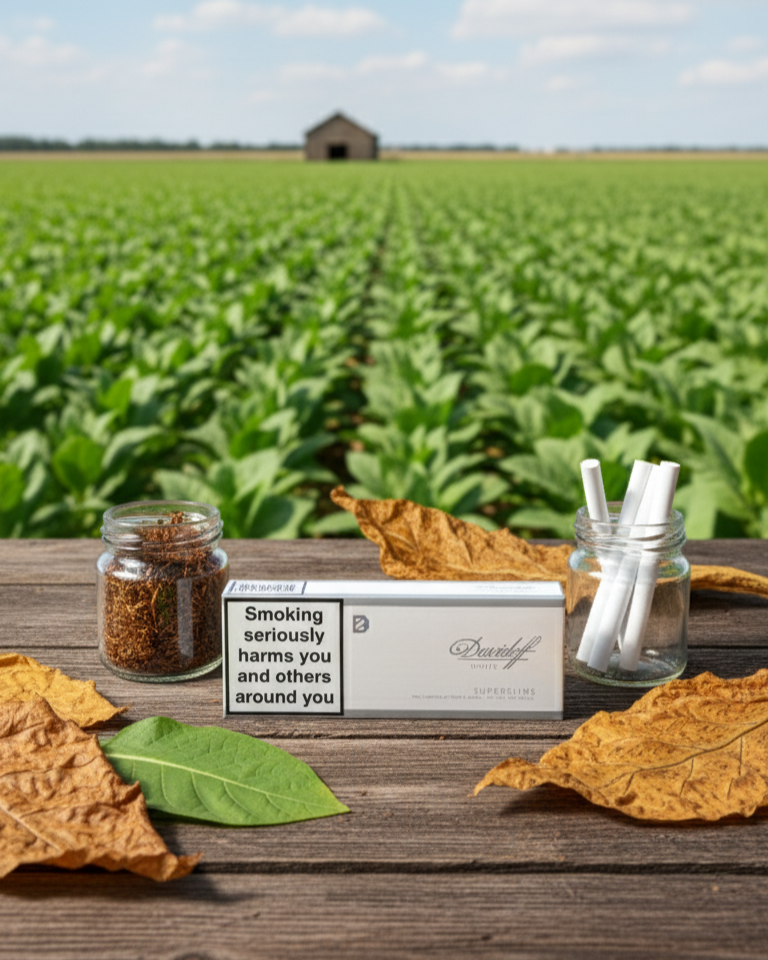 Smoking
seriously
harms you
and others
around you
Davidoff
WHITE
SUPERSLIMS